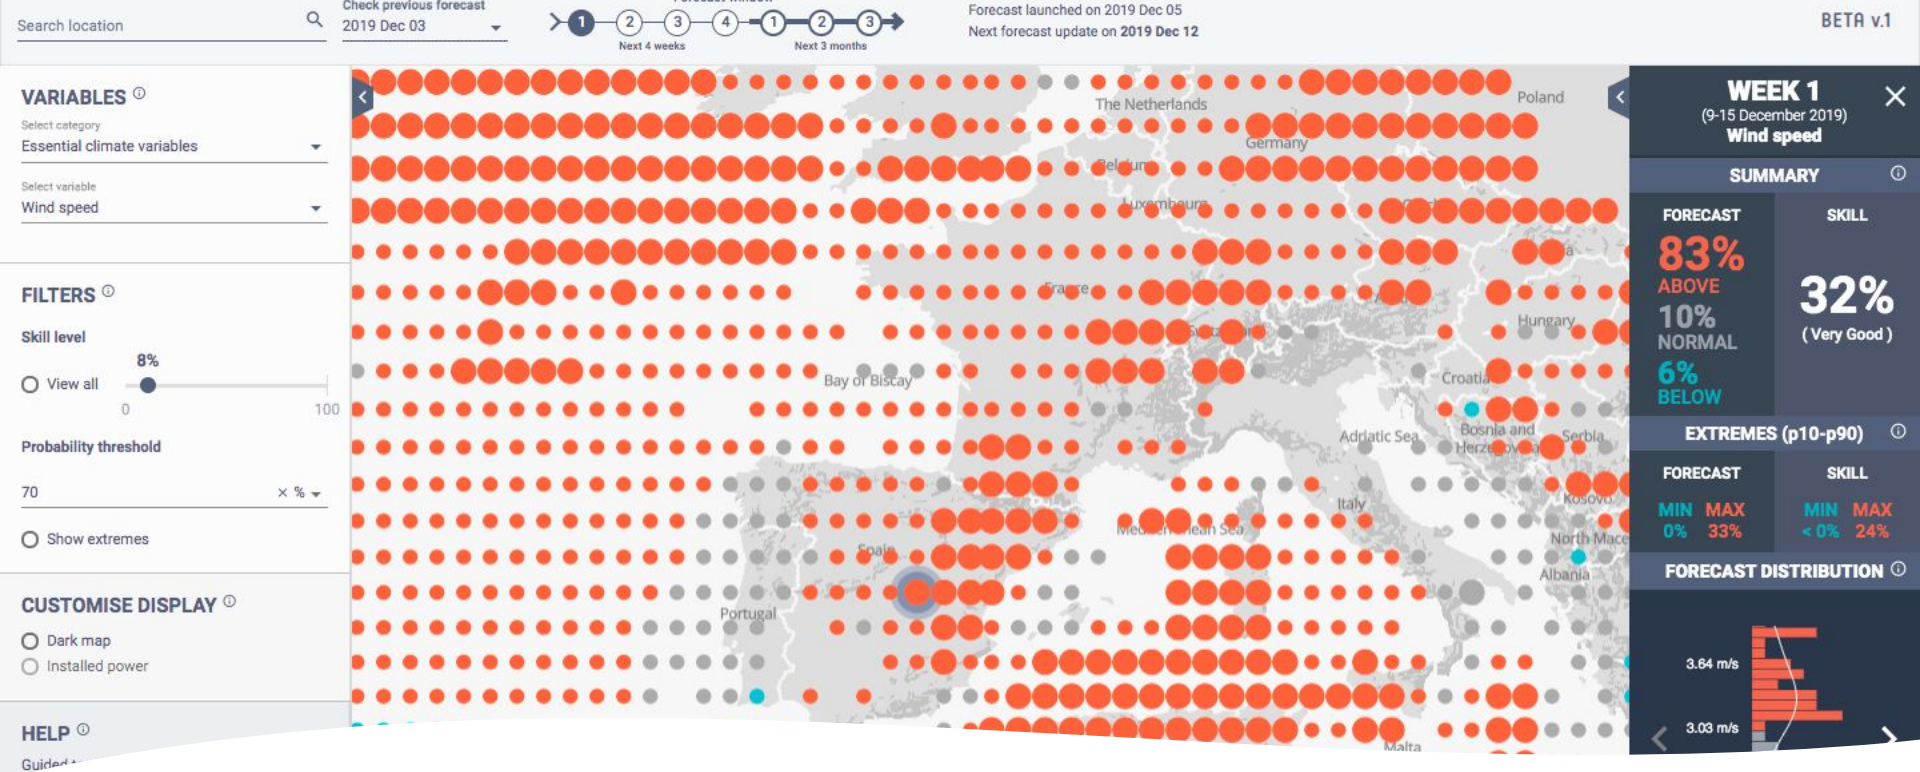 Search location
Check previous forecast
2019 Dec 03
1 2 3 4 1 2 3
Next 4 weeks
Next 3 months
Forecast launched on 2019 Dec 05
Next forecast update on 2019 Dec 12
BETA v.1
VARIABLES
Select category
Essential climate variables
Select variable
Wind speed
FILTERS
Skill level
8%
View all
0
100
Probability threshold
70
× %
Show extremes
CUSTOMISE DISPLAY
Dark map
Installed power
HELP
Guided
The Netherlands
Poland
Germany
Belgium
Luxembourg
France
Hungary
Bay of Biscay
Croatia
Adriatic Sea
Bosnia and
Herzegovina
Serbia
Italy
Kosovo
Mediterranean Sea
North Mace
Spain
Albania
Portugal
Malta
WEEK 1
(9-15 December 2019)
Wind speed
SUMMARY
FORECAST
SKILL
83%
ABOVE
10%
NORMAL
6%
BELOW
32%
( Very Good )
EXTREMES (p10-p90)
FORECAST
SKILL
MIN MAX
0% 33%
MIN MAX
< 0% 24%
FORECAST DISTRIBUTION
3.64 m/s
3.03 m/s